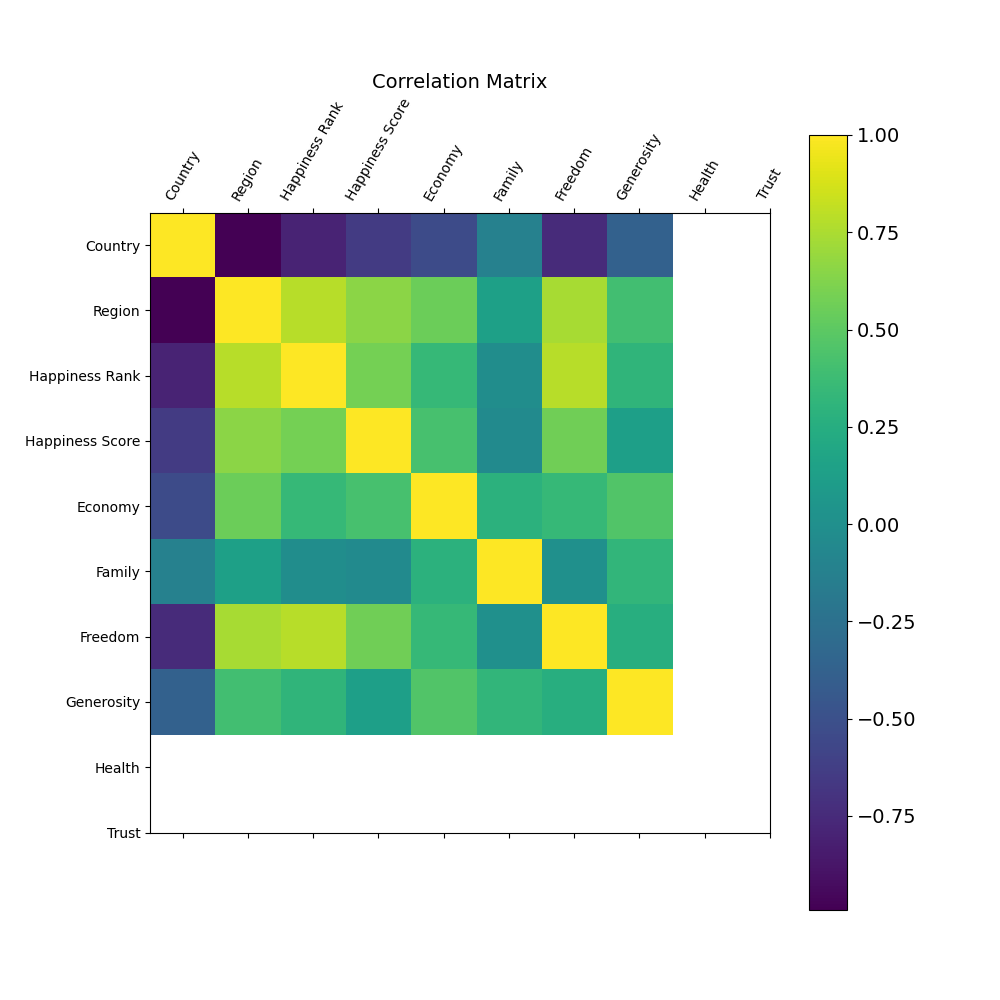 Correlation Matrix
Country
Region
Happiness Rank
Happiness Score
Economy
Family
Freedom
Generosity
Health
Trust
Country
Region
Happiness Rank
Happiness Score
Economy
Family
Freedom
Generosity
Health
Trust
1.00
0.75
0.50
0.25
0.00
−0.25
−0.50
−0.75